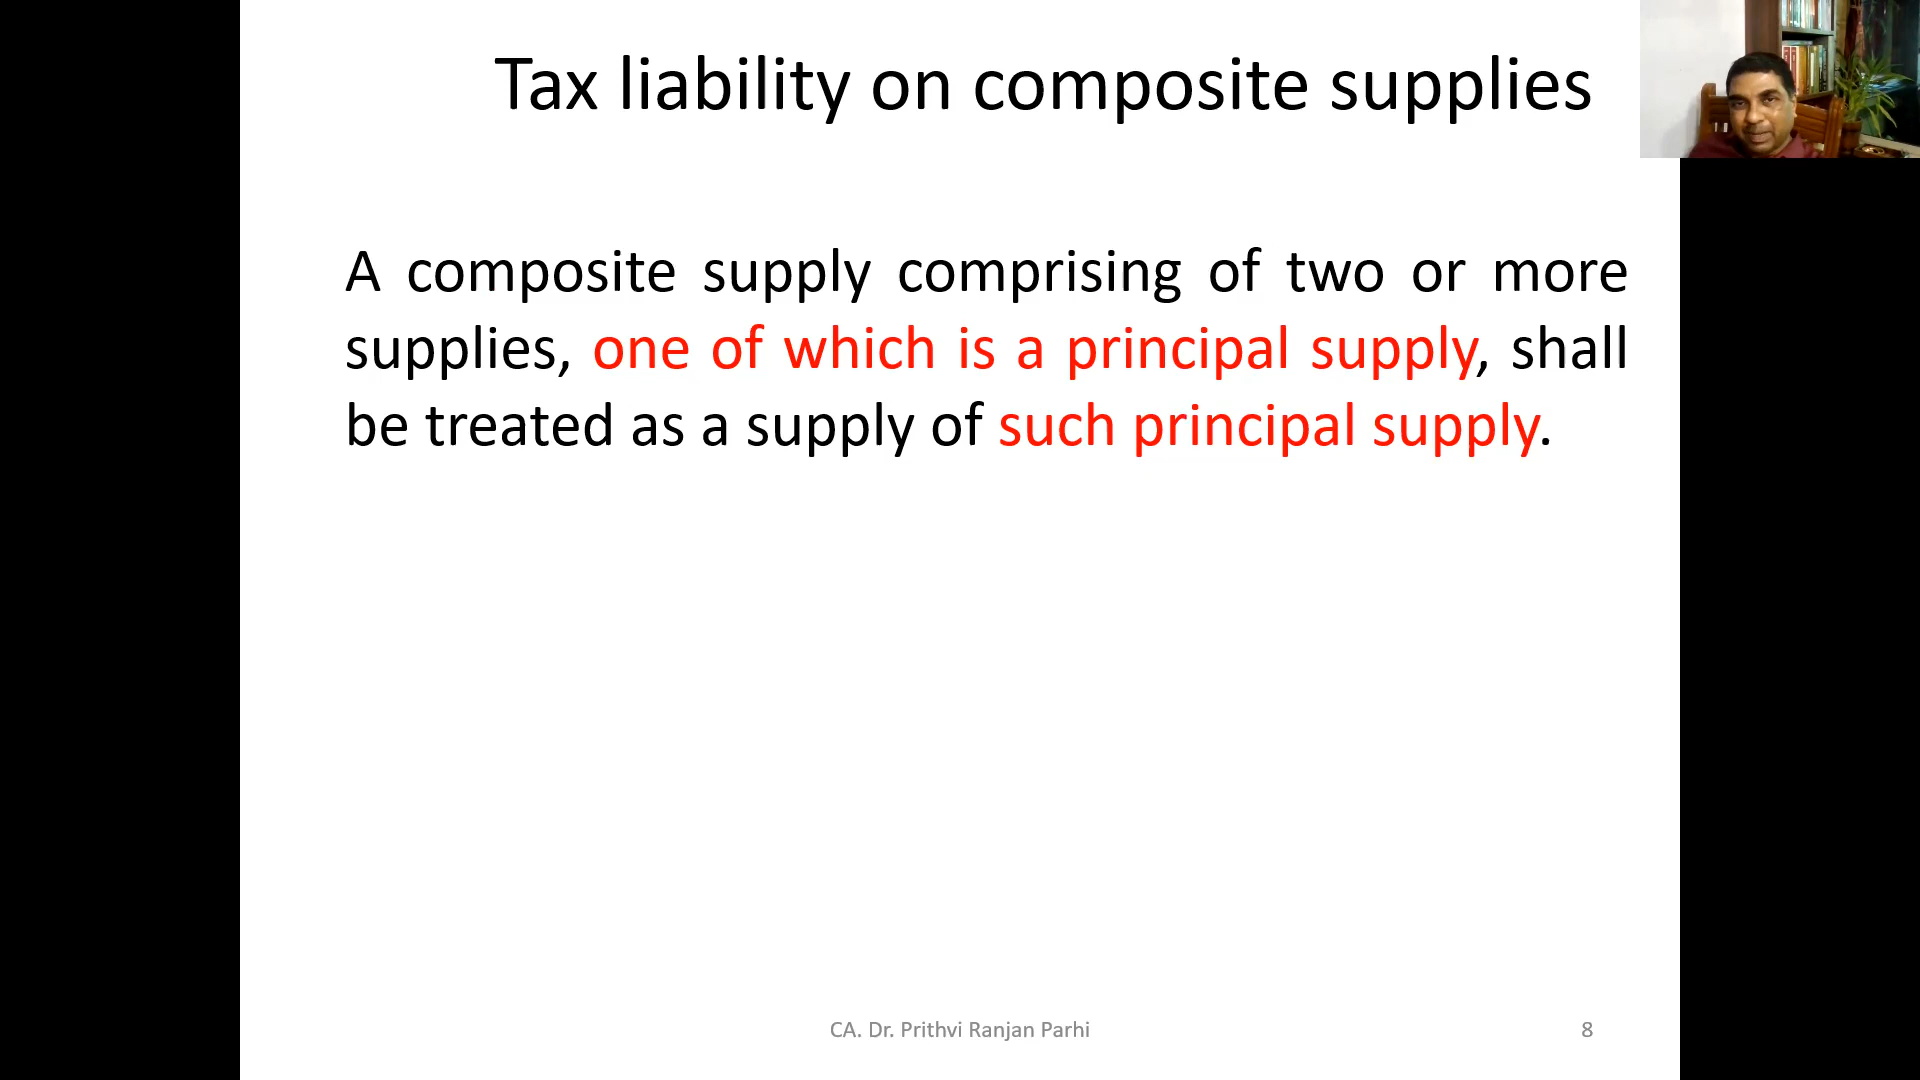 Tax liability on composite supplies
A composite supply comprising of two or more
supplies, one of which is a principal supply, shall
be treated as a supply of such principal supply.
CA. Dr. Prithvi Ranjan Parhi
8